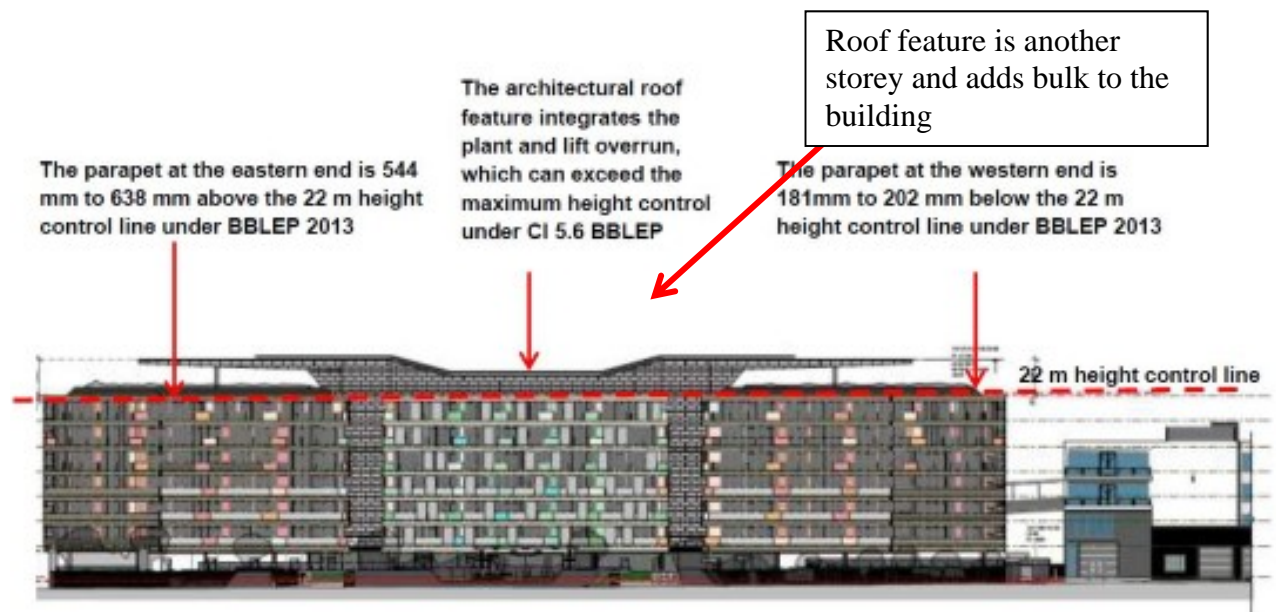 Roof feature is another
storey and adds bulk to the
building
The architectural roof
feature integrates the
plant and lift overrun,
which can exceed the
maximum height control
under Cl 5.6 BBLEP
The parapet at the eastern end is 544
mm to 638 mm above the 22 m height
control line under BBLEP 2013
The parapet at the western end is
181mm to 202 mm below the 22 m
height control line under BBLEP 2013
22 m height control line